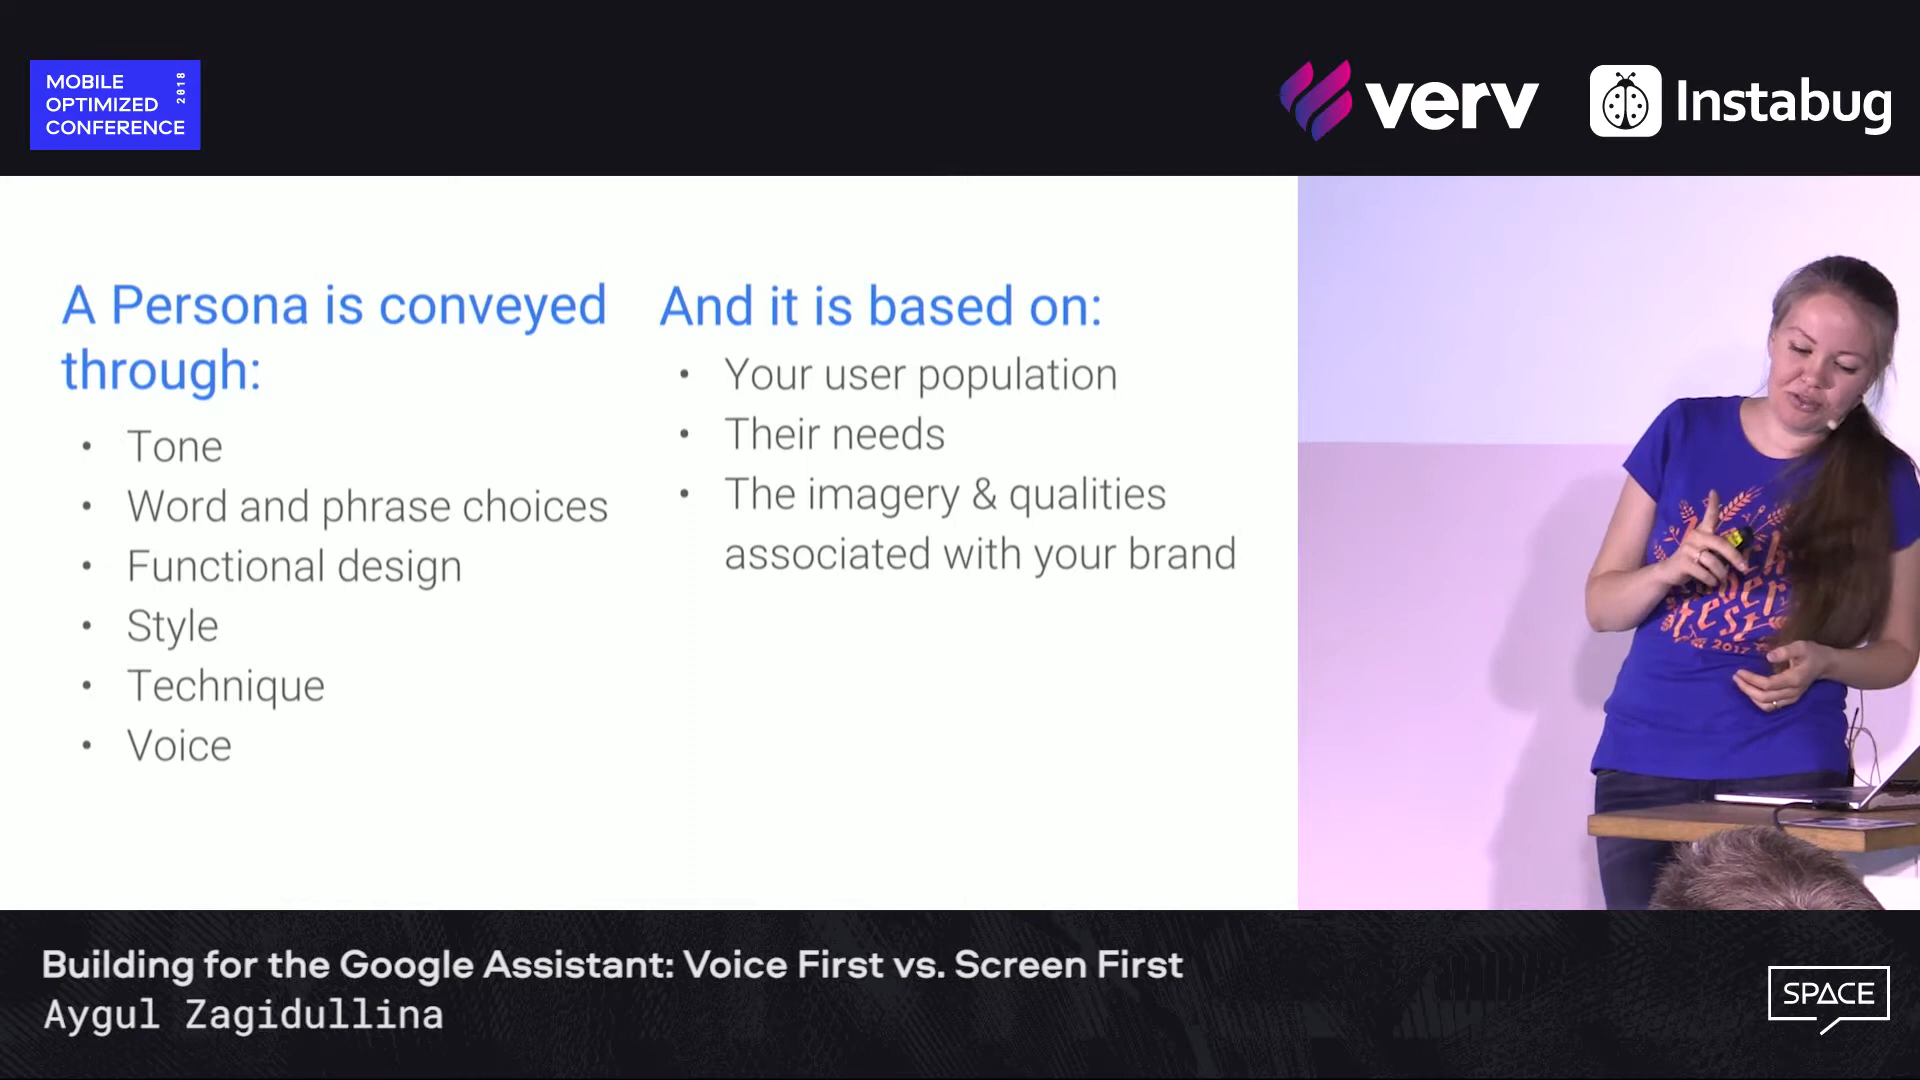 MOBILE
OPTIMIZED
CONFERENCE
2018
verv
Instabug
A Persona is conveyed
through:
• Tone
• Word and phrase choices
• Functional design
• Style
• Technique
• Voice
And it is based on:
• Your user population
• Their needs
• The imagery & qualities
associated with your brand
test
2017
Building for the Google Assistant: Voice First vs. Screen First
Aygul Zagidullina
SPACE